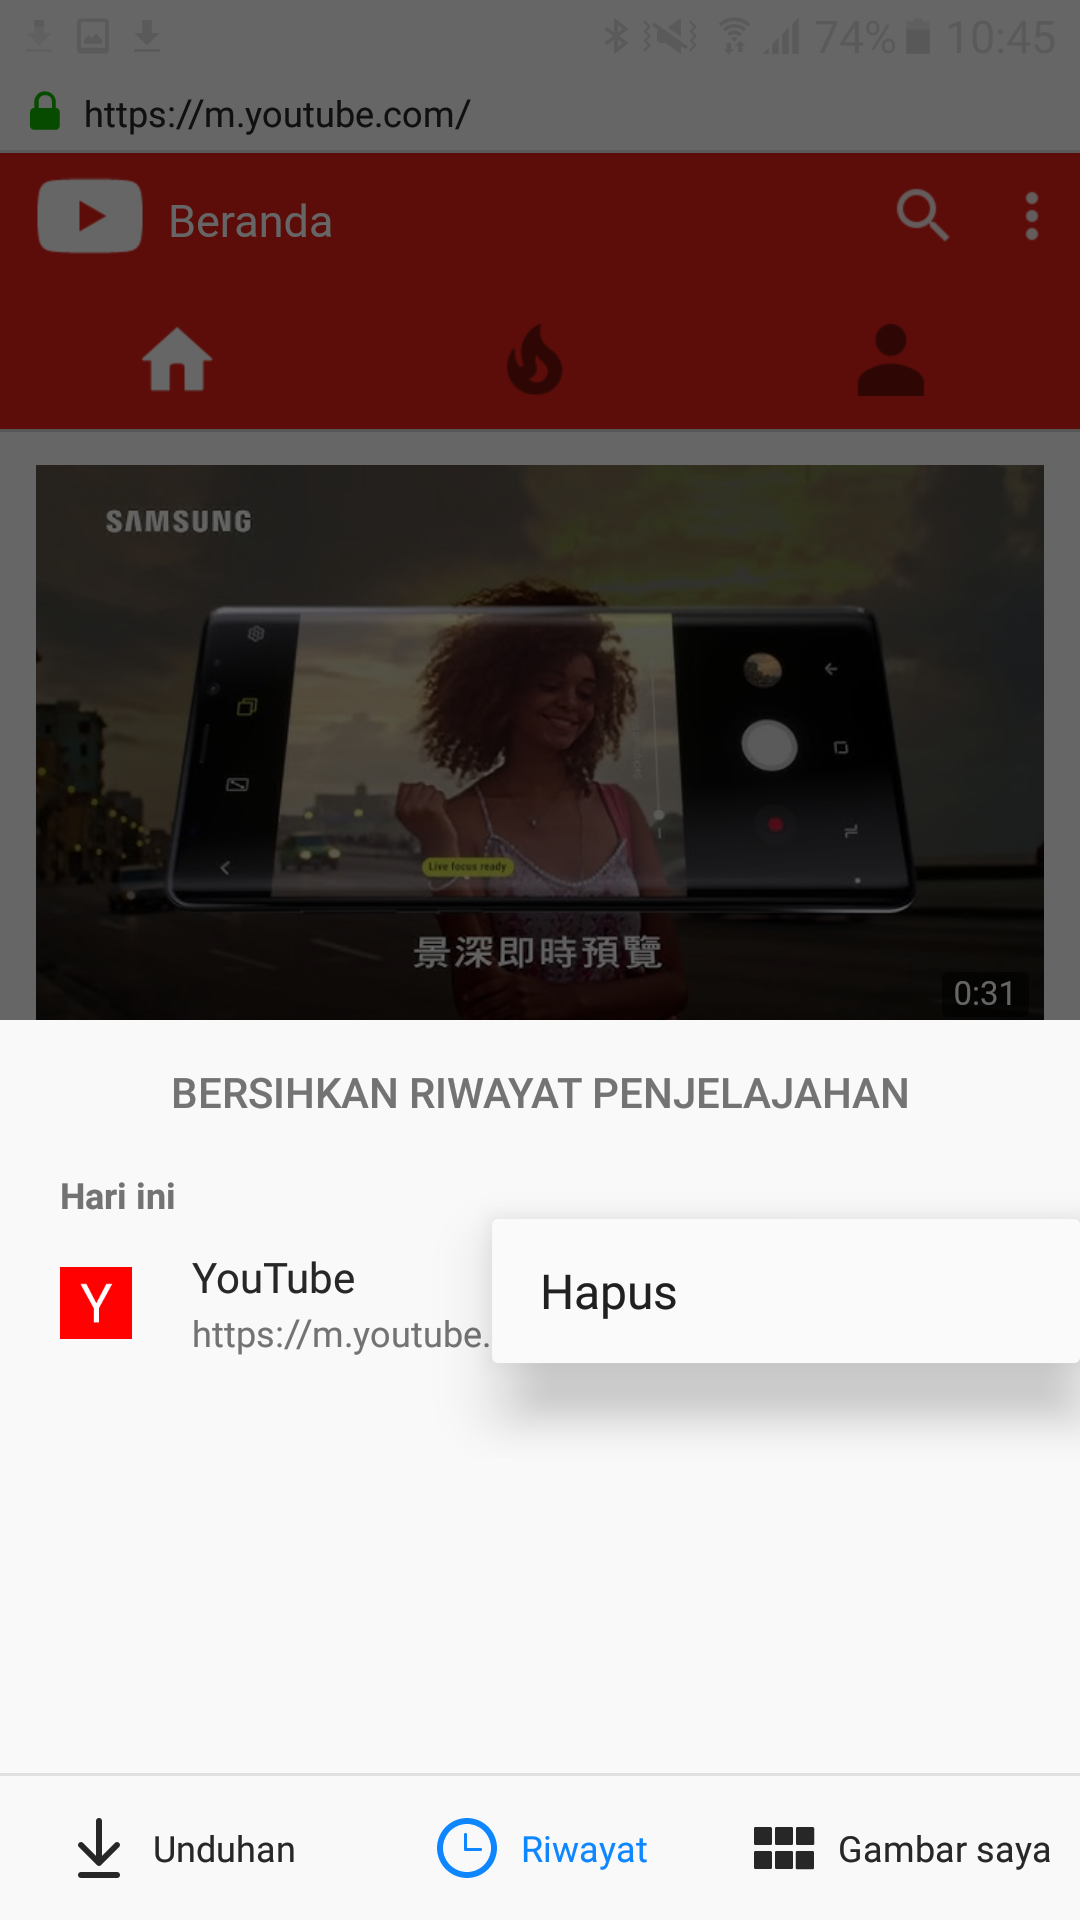 74% 10:45
https://m.youtube.com/
Beranda
SAMSUNG
Live focus ready
景深即時預覽
0:31
BERSIHKAN RIWAYAT PENJELAJAHAN
Hari ini
Y
YouTube
https://m.youtube.
Hapus
Unduhan
Riwayat
Gambar saya